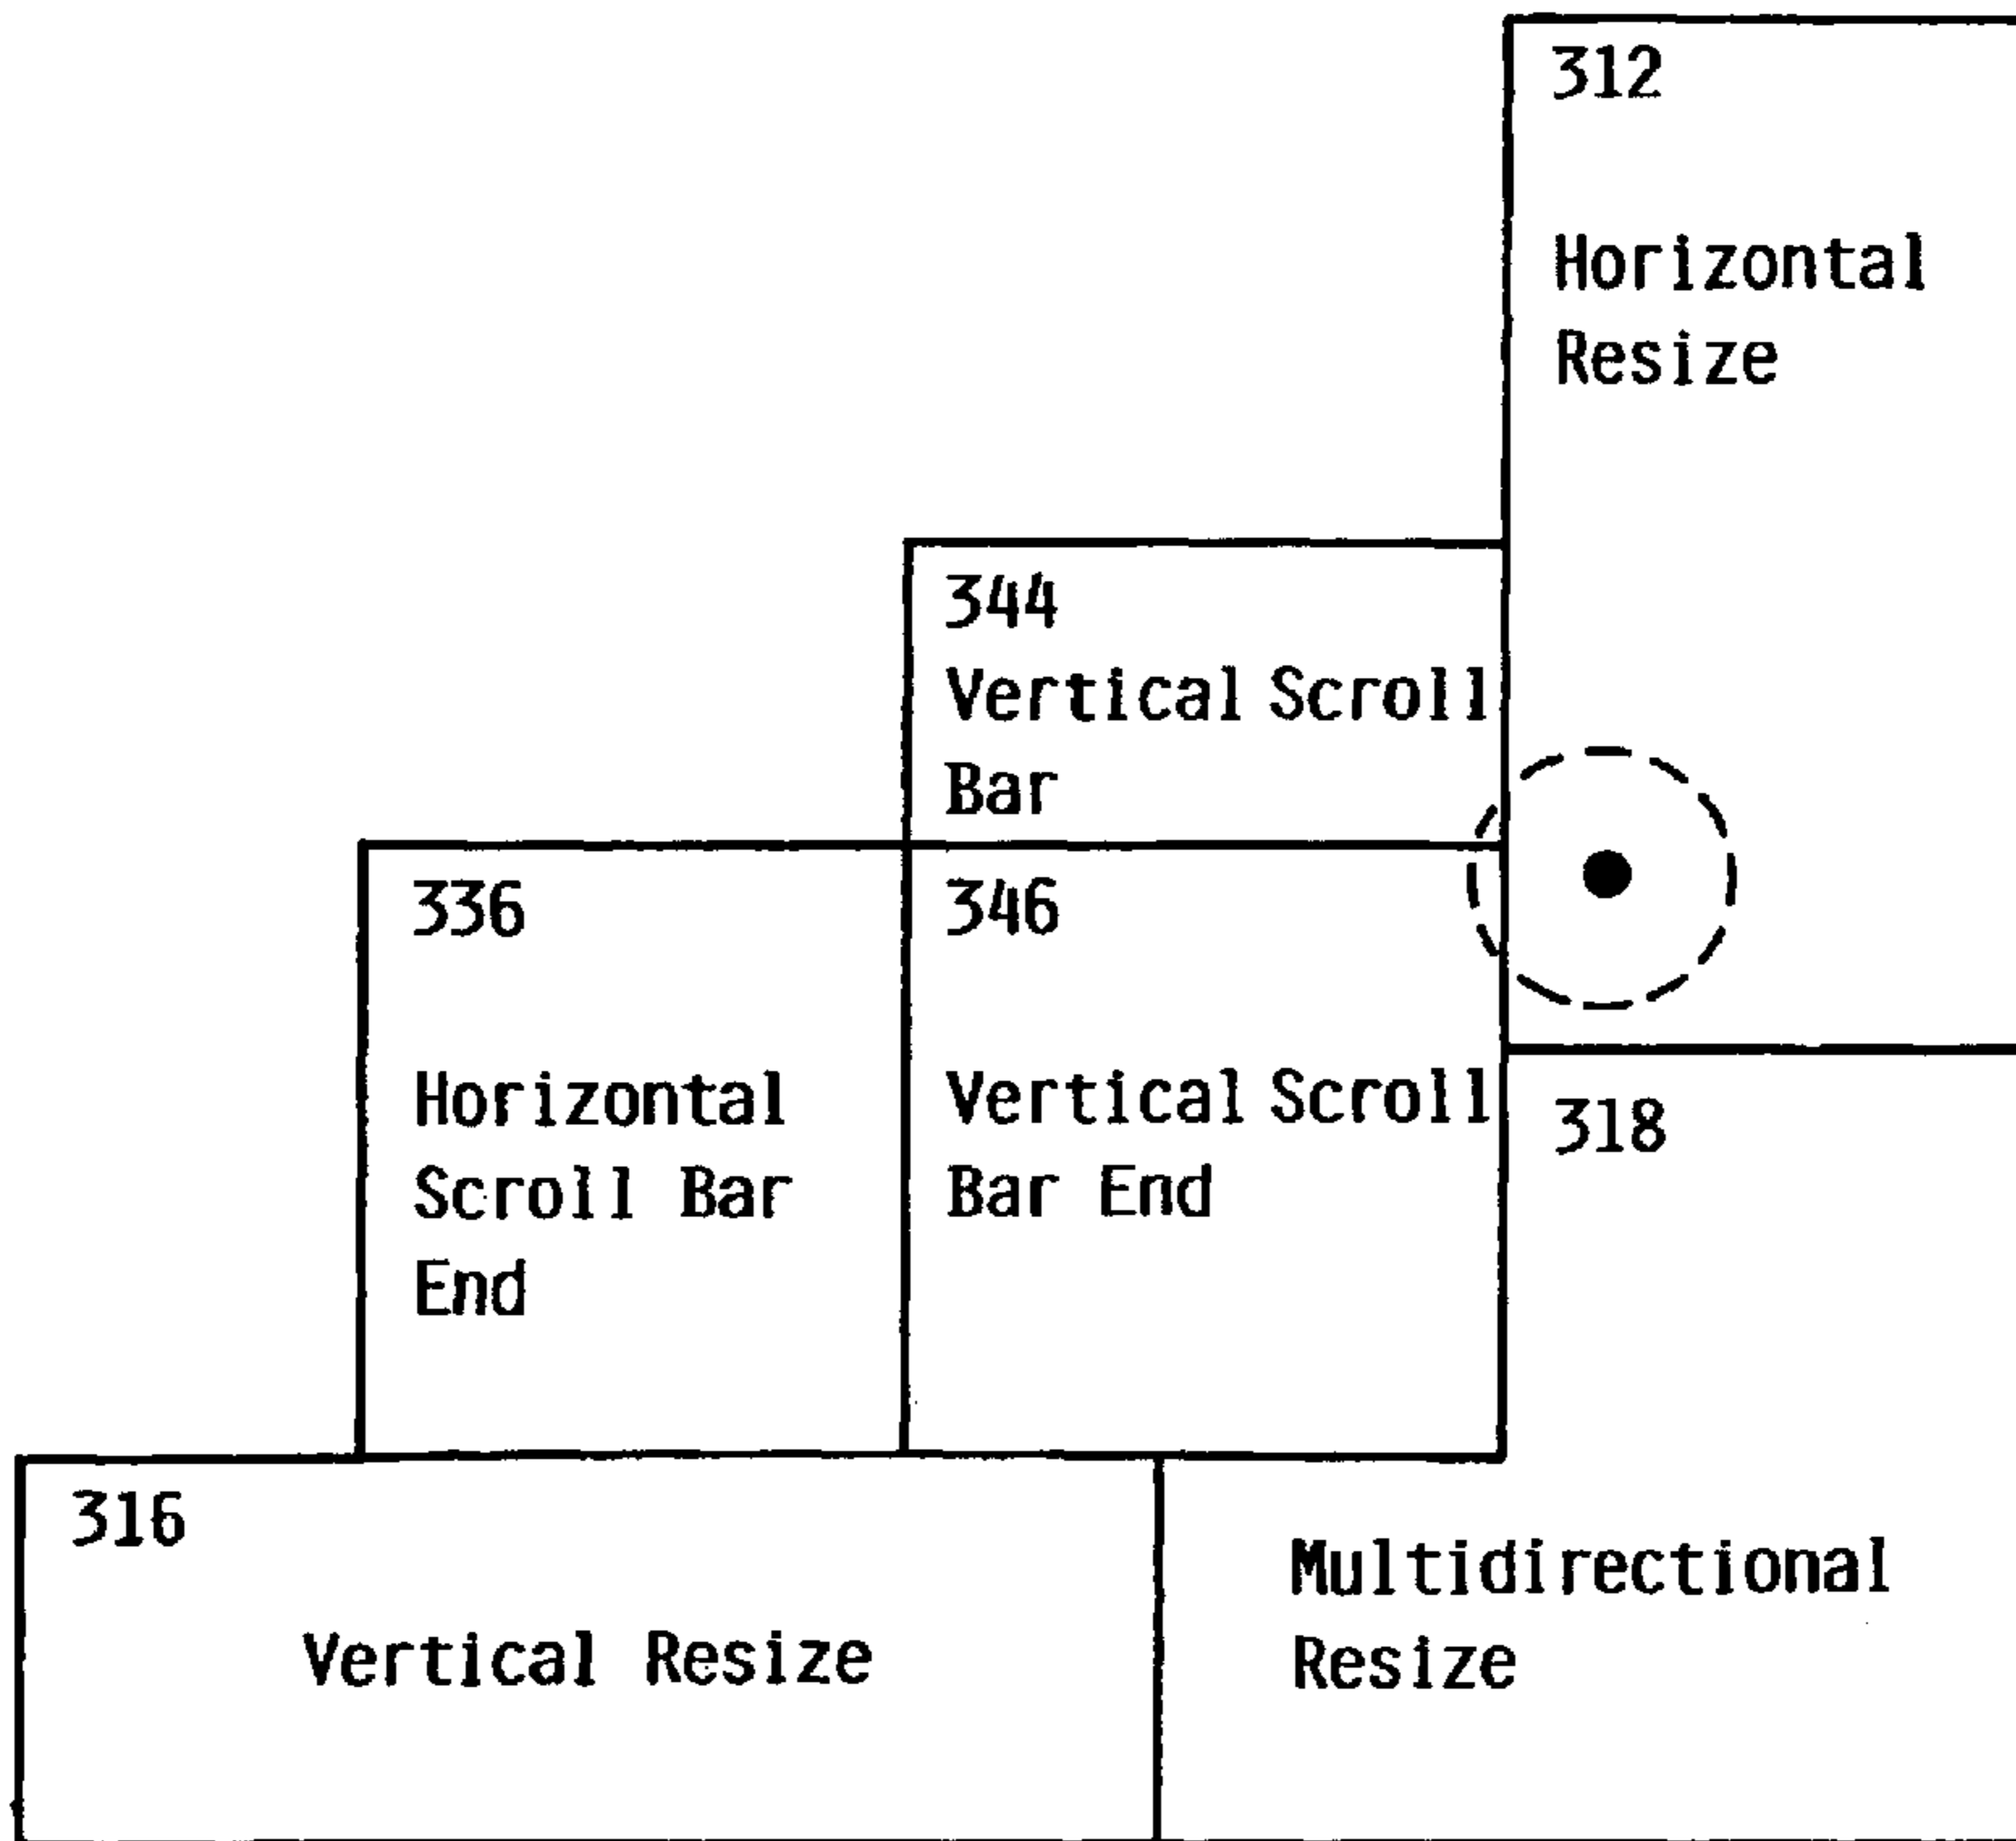 312
Horizontal
Resize
344
Vertical Scroll
Bar
336
Horizontal
Scroll Bar
End
346
Vertical Scroll
Bar End
318
Multidirectional
Resize
316
Vertical Resize